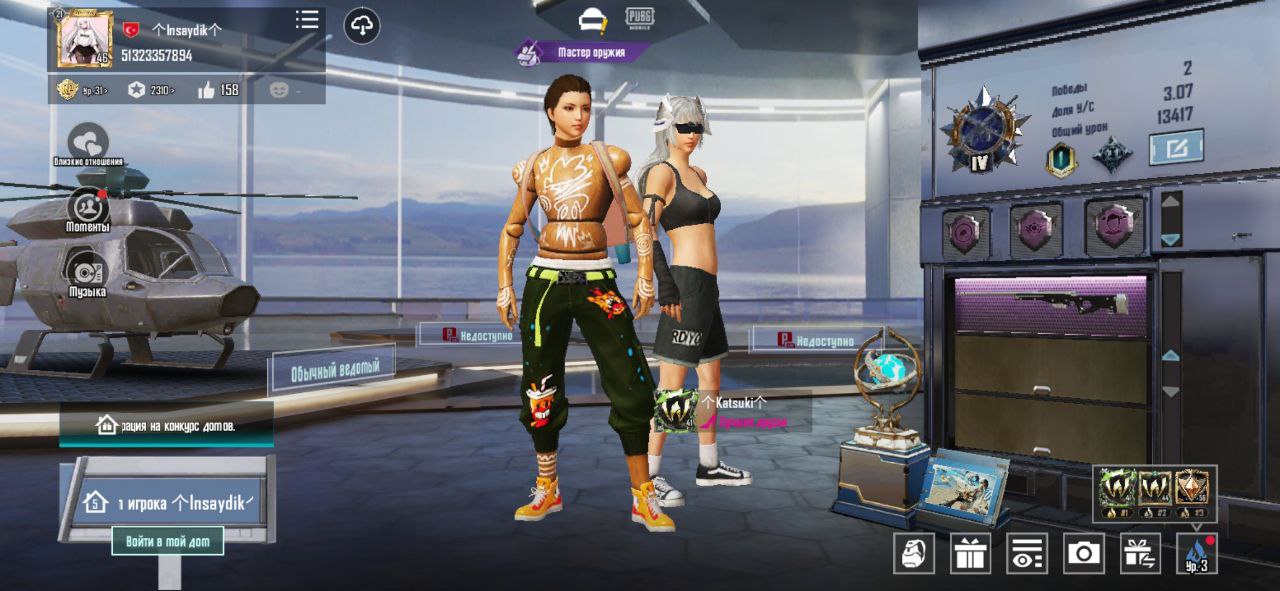 21
个Insaydik个
46
51323357894
Ур. 31>
2310>
158
-
PUBG
MOBILE
Мастер оружия
Близкие отношения
Моменты
Музыка
2
Победы
3.07
Доля У/С
13417
Общий урон
IV
Недоступно
Недоступно
Обычный ведомый
RDYO
个Katsuki个
41
рация на конкурс домов.
5
игрока 个Insaydik
Войти в мой дом
#1
#2
#3
Ур. 3